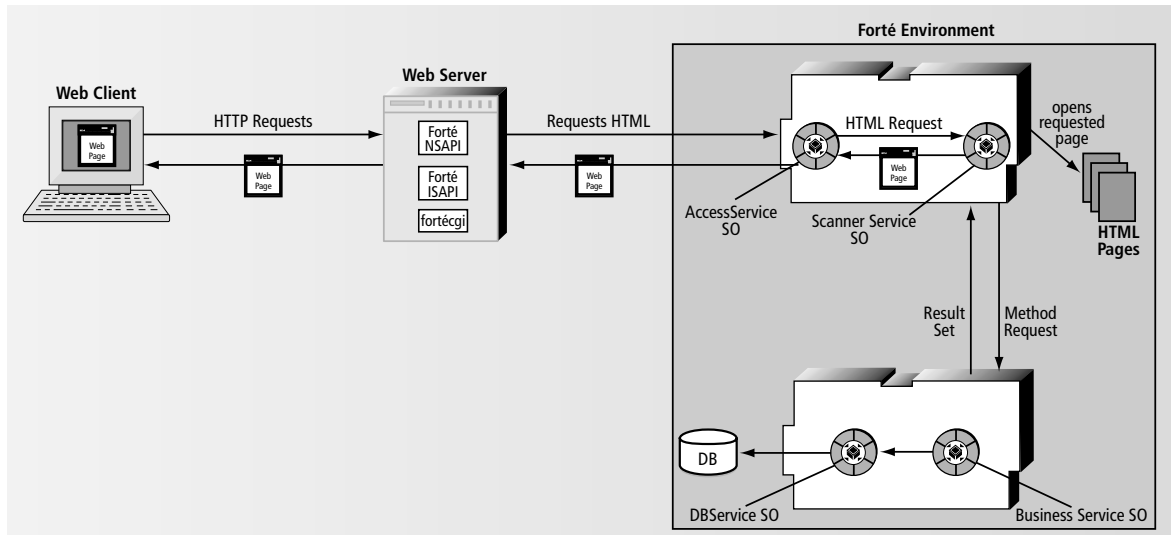 Forté Environment
Web Client
Web Server
Web
Page
HTTP Requests
Web
Page
Forté
NSAPI
Forté
ISAPI
fortécgi
Requests HTML
Web
Page
HTML Request
Web
Page
AccessService
SO
Scanner Service
SO
opens
requested
page
HTML
Pages
Result
Set
Method
Request
DB
DBService SO
Business Service SO